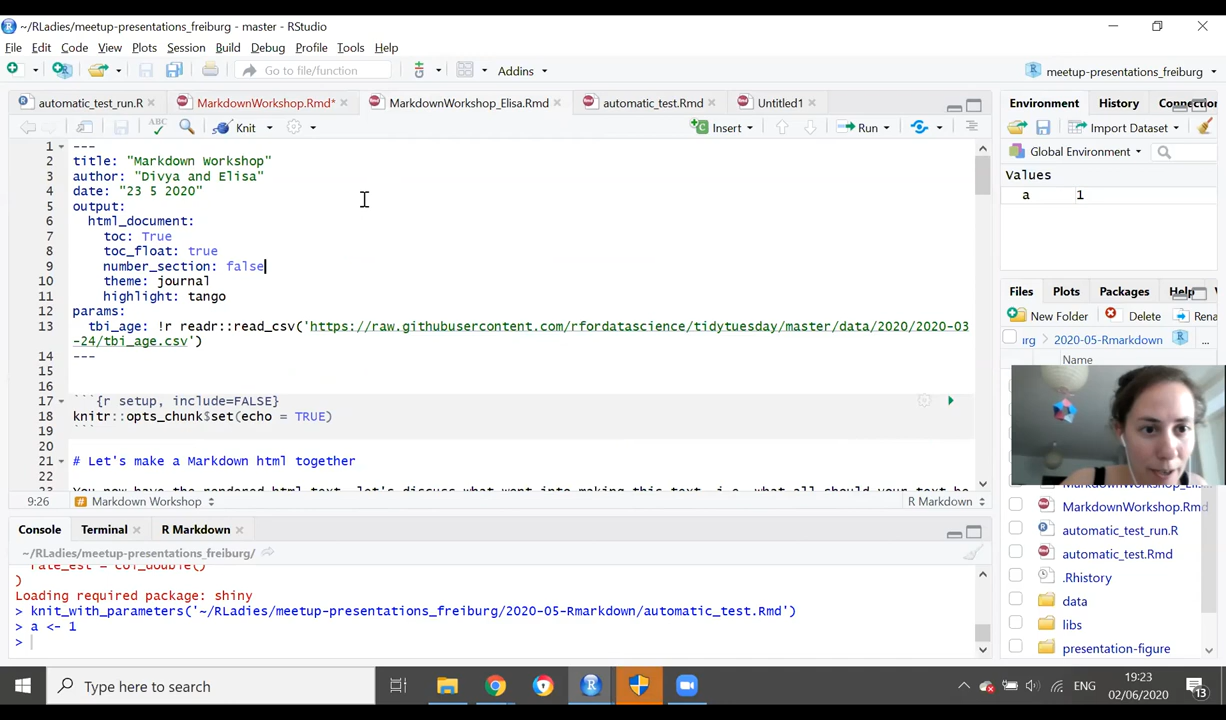 ~/RLadies/meetup-presentations_freiburg - master - RStudio
File Edit Code View Plots Session Build Debug Profile Tools Help
Go to file/function Addins meetup-presentations_freiburg
automatic_test_run.R MarkdownWorkshop.Rmd* MarkdownWorkshop_Elisa.Rmd automatic_test.Rmd Untitled1
ABC Knit Insert Run
1 ---
2 title: "Markdown Workshop"
3 author: "Divya and Elisa"
4 date: "23 5 2020"
5 output:
6 html_document:
7 toc: True
8 toc_float: true
9 number_section: false
10 theme: journal
11 highlight: tango
12 params:
13 tbi_age: !r readr::read_csv('https://raw.githubusercontent.com/rfordatascience/tidytuesday/master/data/2020/2020-03
-24/tbi_age.csv')
14 ---
15
16
17 ```{r setup, include=FALSE}
18 knitr::opts_chunk$set(echo = TRUE)
19 ```
20
21 # Let's make a Markdown html together
22
9:26 Markdown Workshop R Markdown
Console Terminal R Markdown
~/RLadies/meetup-presentations_freiburg/
rate_est = col_double()
)
Loading required package: shiny
> knit_with_parameters('~/RLadies/meetup-presentations_freiburg/2020-05-Rmarkdown/automatic_test.Rmd')
> a <- 1
>
Environment History Connectio
Import Dataset
Global Environment
Values
a 1
Files Plots Packages Help
New Folder Delete Rena
irg 2020-05-Rmarkdown ...
Name
MarkdownWorkshop.Rmd
automatic_test_run.R
automatic_test.Rmd
.Rhistory
data
libs
presentation-figure
Type here to search
ENG
19:23
02/06/2020
13